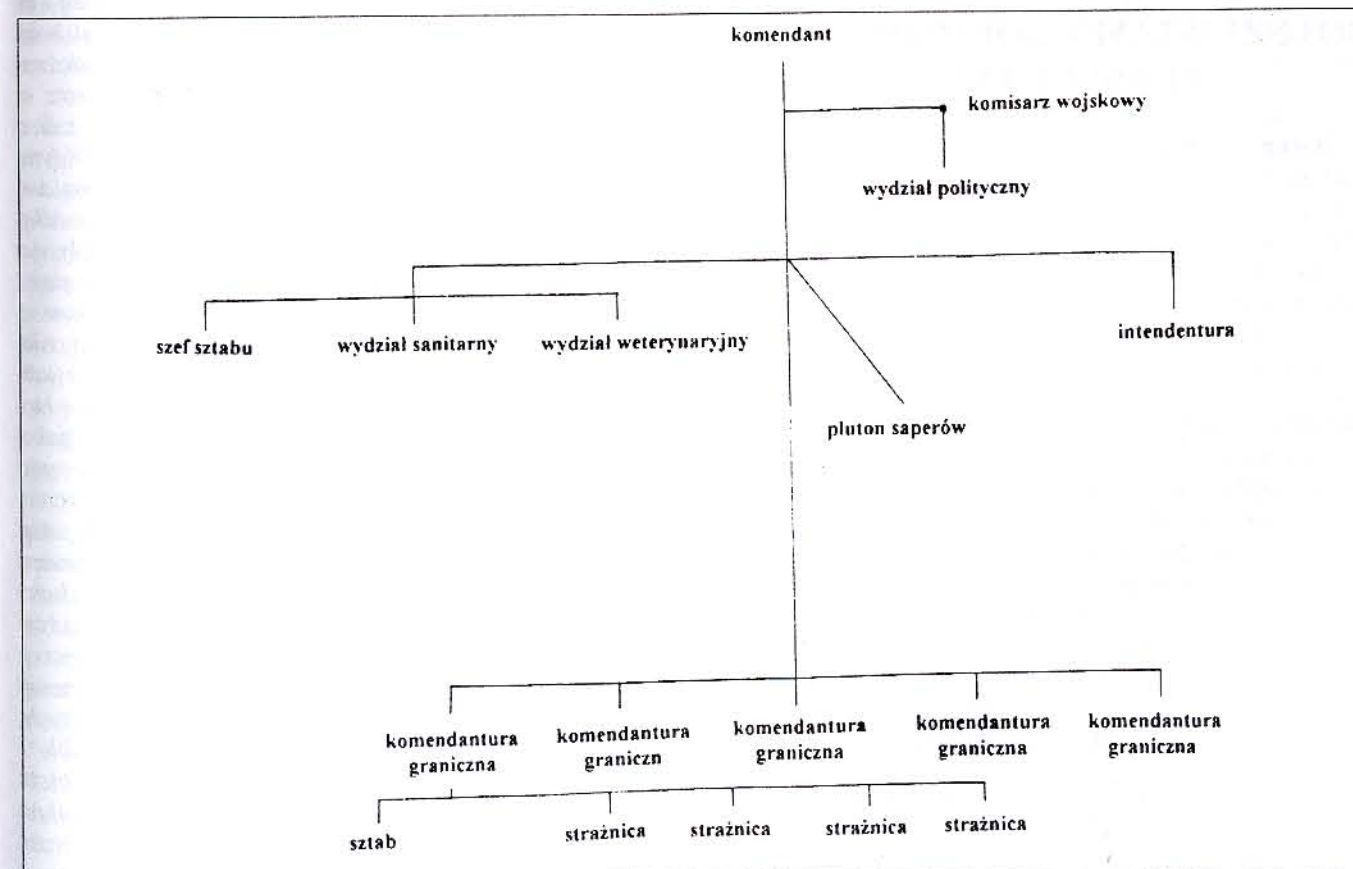 komendant
komisarz wojskowy
wydział polityczny
szef sztabu
wydział sanitarny
wydział weterynaryjny
intendentura
pluton saperów
komendantura
graniczna
komendantura
graniczn
komendantura
graniczna
komendantura
graniczna
komendantura
graniczna
sztab
strażnica
strażnica
strażnica
strażnica